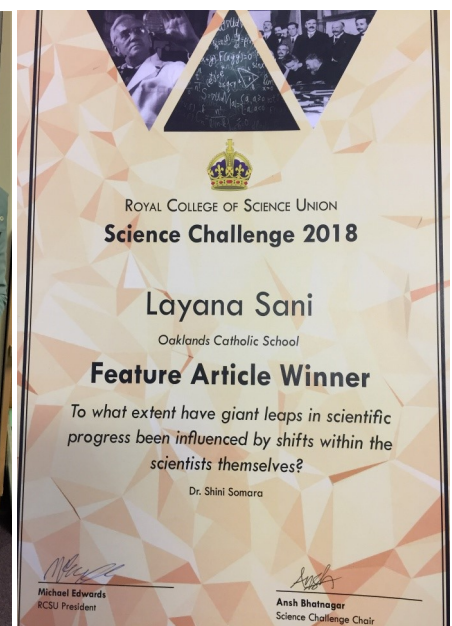 Royal College of Science Union
Science Challenge 2018
Layana Sani
Oaklands Catholic School
Feature Article Winner
To what extent have giant leaps in scientific
progress been influenced by shifts within the
scientists themselves?
Dr. Shini Somara
Michael Edwards
RCSU President
Ansh Bhatnagar
Science Challenge Chair